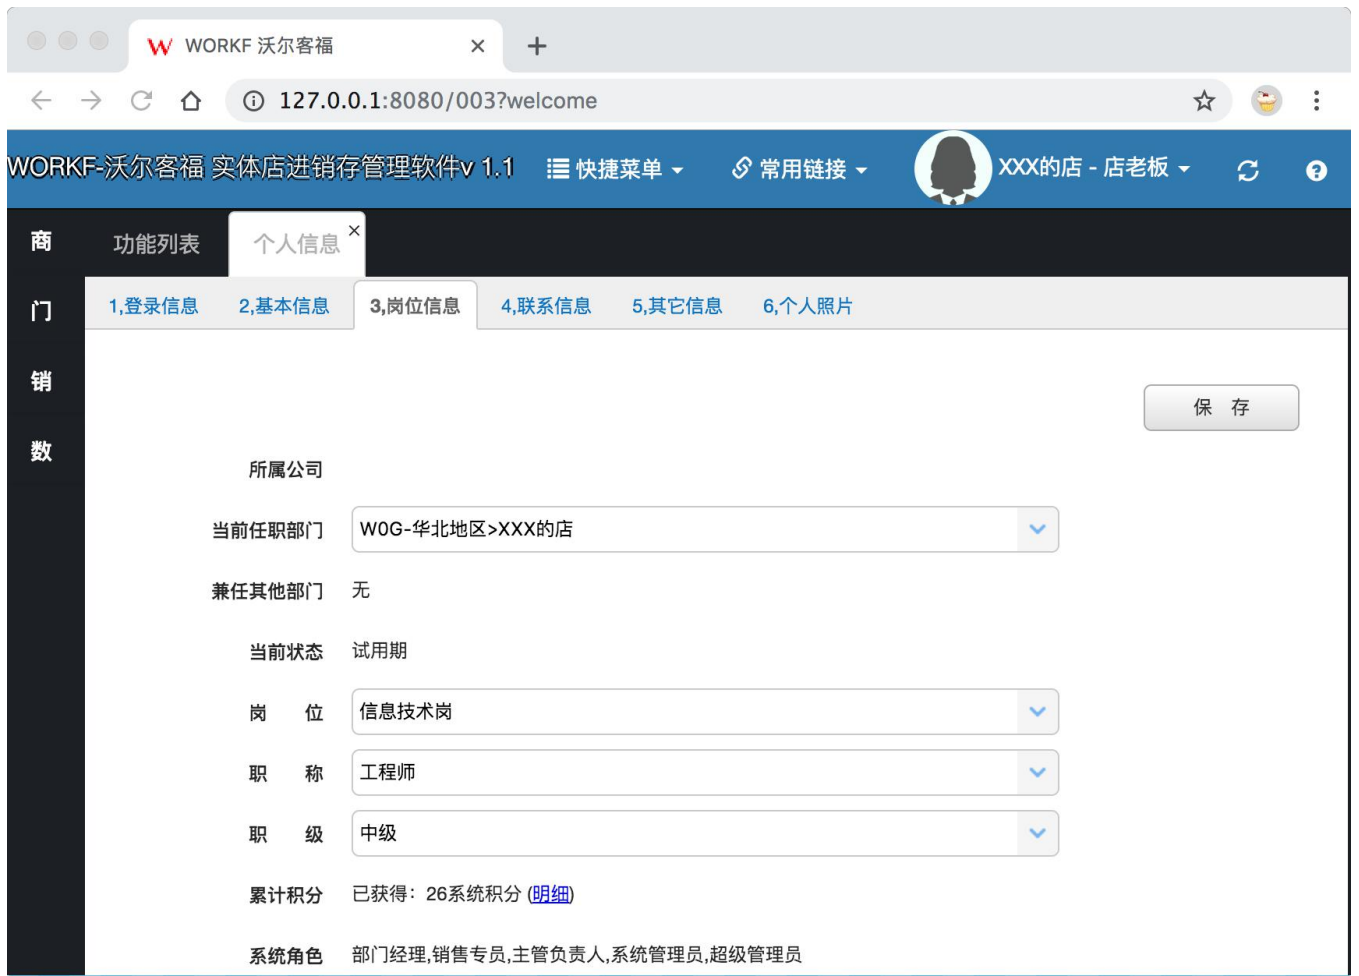 WORKF 沃尔客福
127.0.0.1:8080/003?welcome
WORKF-沃尔客福 实体店进销存管理软件v 1.1 快捷菜单 常用链接 XXX的店 - 店老板
商 功能列表 个人信息
门 1,登录信息 2,基本信息 3,岗位信息 4,联系信息 5,其它信息 6,个人照片
销
保 存
数
所属公司
当前任职部门 W0G-华北地区>XXX的店
兼任其他部门 无
当前状态 试用期
岗 位 信息技术岗
职 称 工程师
职 级 中级
累计积分 已获得：26系统积分 (明细)
系统角色 部门经理,销售专员,主管负责人,系统管理员,超级管理员